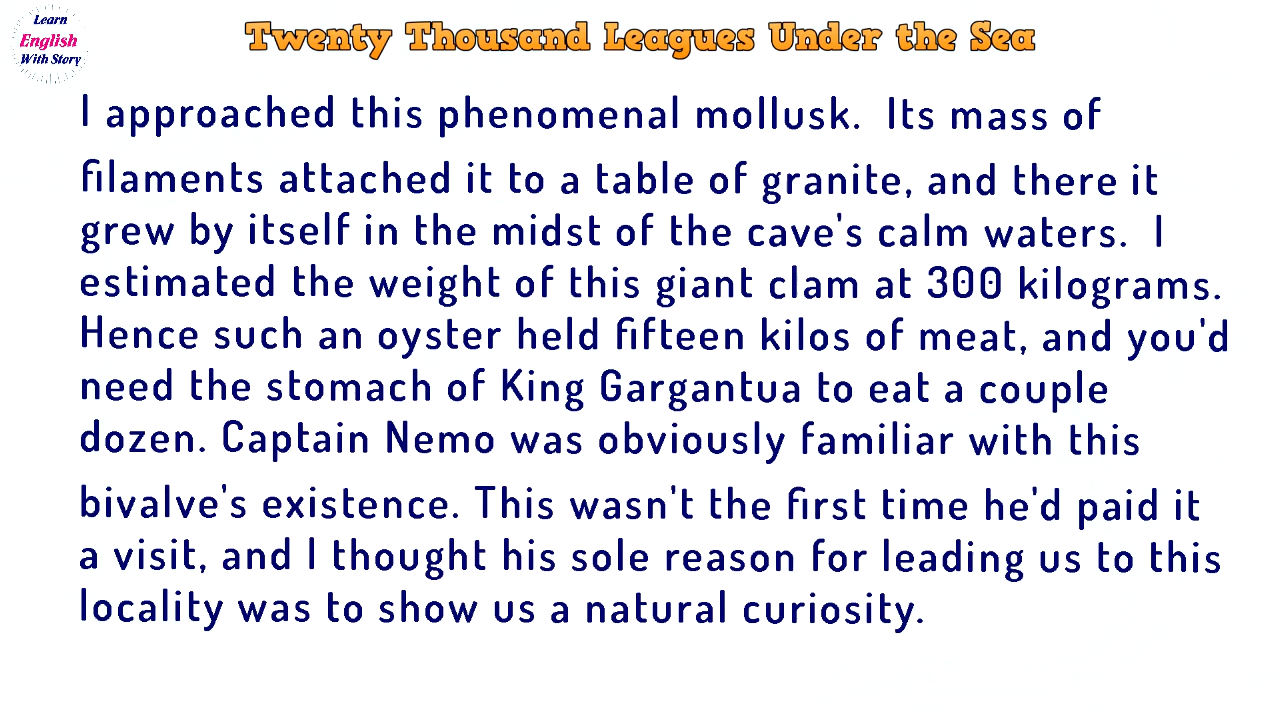 Learn
English
With Story
Twenty Thousand Leagues Under the Sea
I approached this phenomenal mollusk. Its mass of
filaments attached it to a table of granite, and there it
grew by itself in the midst of the cave's calm waters. I
estimated the weight of this giant clam at 300 kilograms.
Hence such an oyster held fifteen kilos of meat, and you'd
need the stomach of King Gargantua to eat a couple
dozen. Captain Nemo was obviously familiar with this
bivalve's existence. This wasn't the first time he'd paid it
a visit, and I thought his sole reason for leading us to this
locality was to show us a natural curiosity.